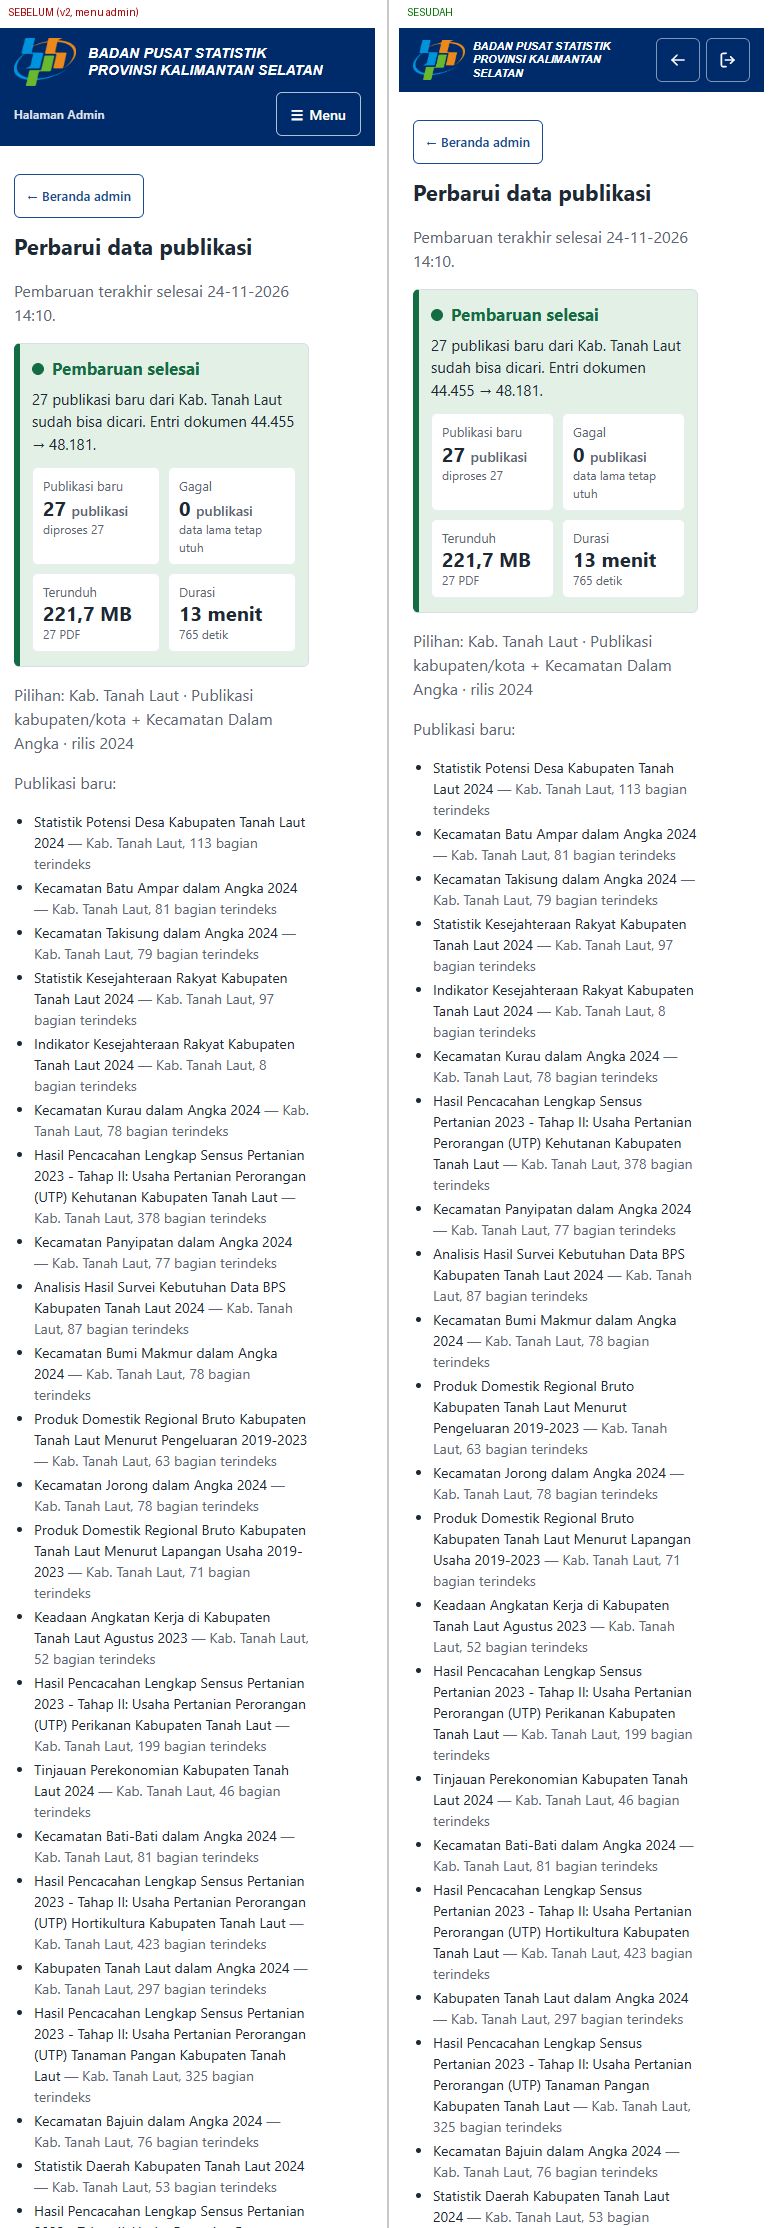 SEBELUM (v2, menu admin)
BADAN PUSAT STATISTIK
PROVINSI KALIMANTAN SELATAN
Halaman Admin
☰ Menu
← Beranda admin
Perbarui data publikasi
Pembaruan terakhir selesai 24-11-2026
14:10.
Pembaruan selesai
27 publikasi baru dari Kab. Tanah Laut
sudah bisa dicari. Entri dokumen 44.455
→ 48.181.
Publikasi baru
27 publikasi
diproses 27
Gagal
0 publikasi
data lama tetap
utuh
Terunduh
221,7 MB
27 PDF
Durasi
13 menit
765 detik
Pilihan: Kab. Tanah Laut · Publikasi
kabupaten/kota + Kecamatan Dalam
Angka · rilis 2024
Publikasi baru:
• Statistik Potensi Desa Kabupaten Tanah Laut
2024 — Kab. Tanah Laut, 113 bagian
terindeks
• Kecamatan Batu Ampar dalam Angka 2024
— Kab. Tanah Laut, 81 bagian terindeks
• Kecamatan Takisung dalam Angka 2024 —
Kab. Tanah Laut, 79 bagian terindeks
• Statistik Kesejahteraan Rakyat Kabupaten
Tanah Laut 2024 — Kab. Tanah Laut, 97
bagian terindeks
• Indikator Kesejahteraan Rakyat Kabupaten
Tanah Laut 2024 — Kab. Tanah Laut, 8
bagian terindeks
• Kecamatan Kurau dalam Angka 2024 — Kab.
Tanah Laut, 78 bagian terindeks
• Hasil Pencacahan Lengkap Sensus Pertanian
2023 - Tahap II: Usaha Pertanian Perorangan
(UTP) Kehutanan Kabupaten Tanah Laut —
Kab. Tanah Laut, 378 bagian terindeks
• Kecamatan Panyipatan dalam Angka 2024
— Kab. Tanah Laut, 77 bagian terindeks
• Analisis Hasil Survei Kebutuhan Data BPS
Kabupaten Tanah Laut 2024 — Kab. Tanah
Laut, 87 bagian terindeks
• Kecamatan Bumi Makmur dalam Angka
2024 — Kab. Tanah Laut, 78 bagian
terindeks
• Produk Domestik Regional Bruto Kabupaten
Tanah Laut Menurut Pengeluaran 2019-2023
— Kab. Tanah Laut, 63 bagian terindeks
• Kecamatan Jorong dalam Angka 2024 —
Kab. Tanah Laut, 78 bagian terindeks
• Produk Domestik Regional Bruto Kabupaten
Tanah Laut Menurut Lapangan Usaha 2019-
2023 — Kab. Tanah Laut, 71 bagian
terindeks
• Keadaan Angkatan Kerja di Kabupaten
Tanah Laut Agustus 2023 — Kab. Tanah Laut,
52 bagian terindeks
• Hasil Pencacahan Lengkap Sensus Pertanian
2023 - Tahap II: Usaha Pertanian Perorangan
(UTP) Perikanan Kabupaten Tanah Laut —
Kab. Tanah Laut, 199 bagian terindeks
• Tinjauan Perekonomian Kabupaten Tanah
Laut 2024 — Kab. Tanah Laut, 46 bagian
terindeks
• Kecamatan Bati-Bati dalam Angka 2024 —
Kab. Tanah Laut, 81 bagian terindeks
• Hasil Pencacahan Lengkap Sensus Pertanian
2023 - Tahap II: Usaha Pertanian Perorangan
(UTP) Hortikultura Kabupaten Tanah Laut —
Kab. Tanah Laut, 423 bagian terindeks
• Kabupaten Tanah Laut dalam Angka 2024 —
Kab. Tanah Laut, 297 bagian terindeks
• Hasil Pencacahan Lengkap Sensus Pertanian
2023 - Tahap II: Usaha Pertanian Perorangan
(UTP) Tanaman Pangan Kabupaten Tanah
Laut — Kab. Tanah Laut, 325 bagian
terindeks
• Kecamatan Bajuin dalam Angka 2024 —
Kab. Tanah Laut, 76 bagian terindeks
• Statistik Daerah Kabupaten Tanah Laut 2024
— Kab. Tanah Laut, 53 bagian terindeks
• Hasil Pencacahan Lengkap Sensus Pertanian
SESUDAH
BADAN PUSAT STATISTIK
PROVINSI KALIMANTAN
SELATAN
← Beranda admin
Perbarui data publikasi
Pembaruan terakhir selesai 24-11-2026
14:10.
Pembaruan selesai
27 publikasi baru dari Kab. Tanah Laut
sudah bisa dicari. Entri dokumen
44.455 → 48.181.
Publikasi baru
27 publikasi
diproses 27
Gagal
0 publikasi
data lama tetap
utuh
Terunduh
221,7 MB
27 PDF
Durasi
13 menit
765 detik
Pilihan: Kab. Tanah Laut · Publikasi
kabupaten/kota + Kecamatan Dalam
Angka · rilis 2024
Publikasi baru:
• Statistik Potensi Desa Kabupaten Tanah
Laut 2024 — Kab. Tanah Laut, 113 bagian
terindeks
• Kecamatan Batu Ampar dalam Angka 2024
— Kab. Tanah Laut, 81 bagian terindeks
• Kecamatan Takisung dalam Angka 2024 —
Kab. Tanah Laut, 79 bagian terindeks
• Statistik Kesejahteraan Rakyat Kabupaten
Tanah Laut 2024 — Kab. Tanah Laut, 97
bagian terindeks
• Indikator Kesejahteraan Rakyat Kabupaten
Tanah Laut 2024 — Kab. Tanah Laut, 8
bagian terindeks
• Kecamatan Kurau dalam Angka 2024 —
Kab. Tanah Laut, 78 bagian terindeks
• Hasil Pencacahan Lengkap Sensus
Pertanian 2023 - Tahap II: Usaha Pertanian
Perorangan (UTP) Kehutanan Kabupaten
Tanah Laut — Kab. Tanah Laut, 378 bagian
terindeks
• Kecamatan Panyipatan dalam Angka 2024
— Kab. Tanah Laut, 77 bagian terindeks
• Analisis Hasil Survei Kebutuhan Data BPS
Kabupaten Tanah Laut 2024 — Kab. Tanah
Laut, 87 bagian terindeks
• Kecamatan Bumi Makmur dalam Angka
2024 — Kab. Tanah Laut, 78 bagian
terindeks
• Produk Domestik Regional Bruto
Kabupaten Tanah Laut Menurut
Pengeluaran 2019-2023 — Kab. Tanah
Laut, 63 bagian terindeks
• Kecamatan Jorong dalam Angka 2024 —
Kab. Tanah Laut, 78 bagian terindeks
• Produk Domestik Regional Bruto
Kabupaten Tanah Laut Menurut Lapangan
Usaha 2019-2023 — Kab. Tanah Laut, 71
bagian terindeks
• Keadaan Angkatan Kerja di Kabupaten
Tanah Laut Agustus 2023 — Kab. Tanah
Laut, 52 bagian terindeks
• Hasil Pencacahan Lengkap Sensus
Pertanian 2023 - Tahap II: Usaha Pertanian
Perorangan (UTP) Perikanan Kabupaten
Tanah Laut — Kab. Tanah Laut, 199 bagian
terindeks
• Tinjauan Perekonomian Kabupaten Tanah
Laut 2024 — Kab. Tanah Laut, 46 bagian
terindeks
• Kecamatan Bati-Bati dalam Angka 2024 —
Kab. Tanah Laut, 81 bagian terindeks
• Hasil Pencacahan Lengkap Sensus
Pertanian 2023 - Tahap II: Usaha Pertanian
Perorangan (UTP) Hortikultura Kabupaten
Tanah Laut — Kab. Tanah Laut, 423 bagian
terindeks
• Kabupaten Tanah Laut dalam Angka 2024
— Kab. Tanah Laut, 297 bagian terindeks
• Hasil Pencacahan Lengkap Sensus
Pertanian 2023 - Tahap II: Usaha Pertanian
Perorangan (UTP) Tanaman Pangan
Kabupaten Tanah Laut — Kab. Tanah Laut,
325 bagian terindeks
• Kecamatan Bajuin dalam Angka 2024 —
Kab. Tanah Laut, 76 bagian terindeks
• Statistik Daerah Kabupaten Tanah Laut
2024 — Kab. Tanah Laut, 53 bagian